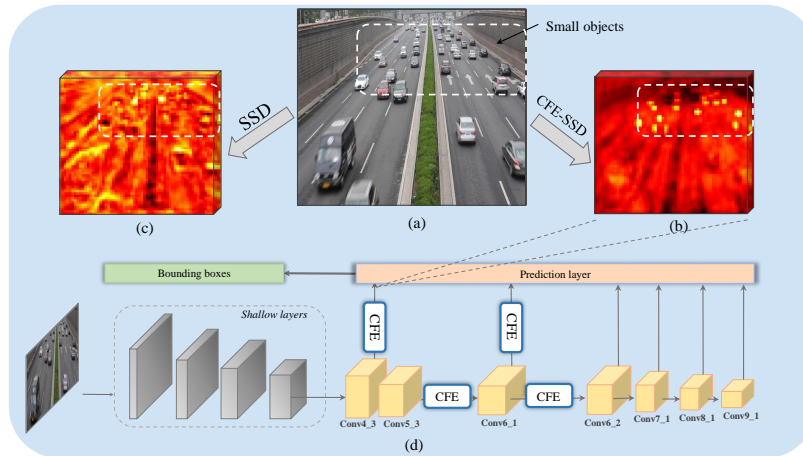 Small objects
SSD
CFE-SSD
(c)
(a)
(b)
Bounding boxes
Prediction layer
Shallow layers
CFE
CFE
CFE
CFE
Conv4_3
Conv5_3
Conv6_1
Conv6_2
Conv7_1
Conv8_1
Conv9_1
(d)